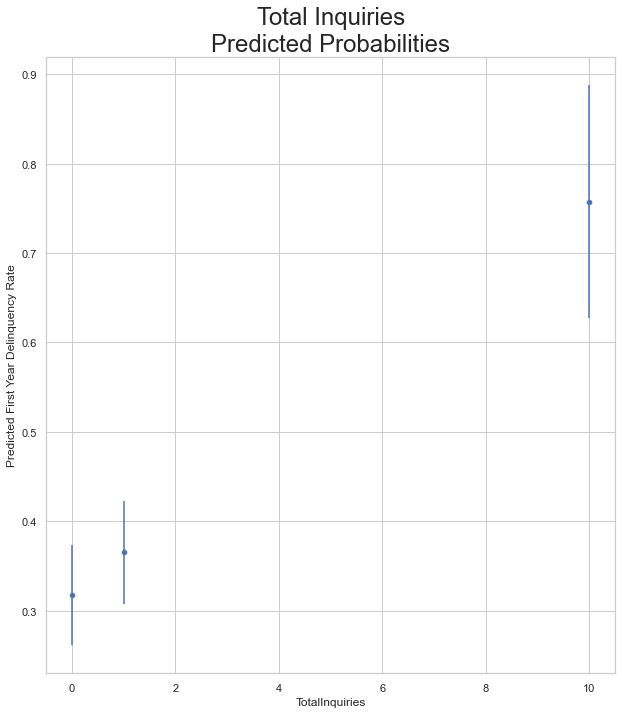 Total Inquiries
Predicted Probabilities
0.9
0.8
0.7
0.6
0.5
0.4
0.3
Predicted First Year Delinquency Rate
0 2 4 6 8 10
TotalInquiries